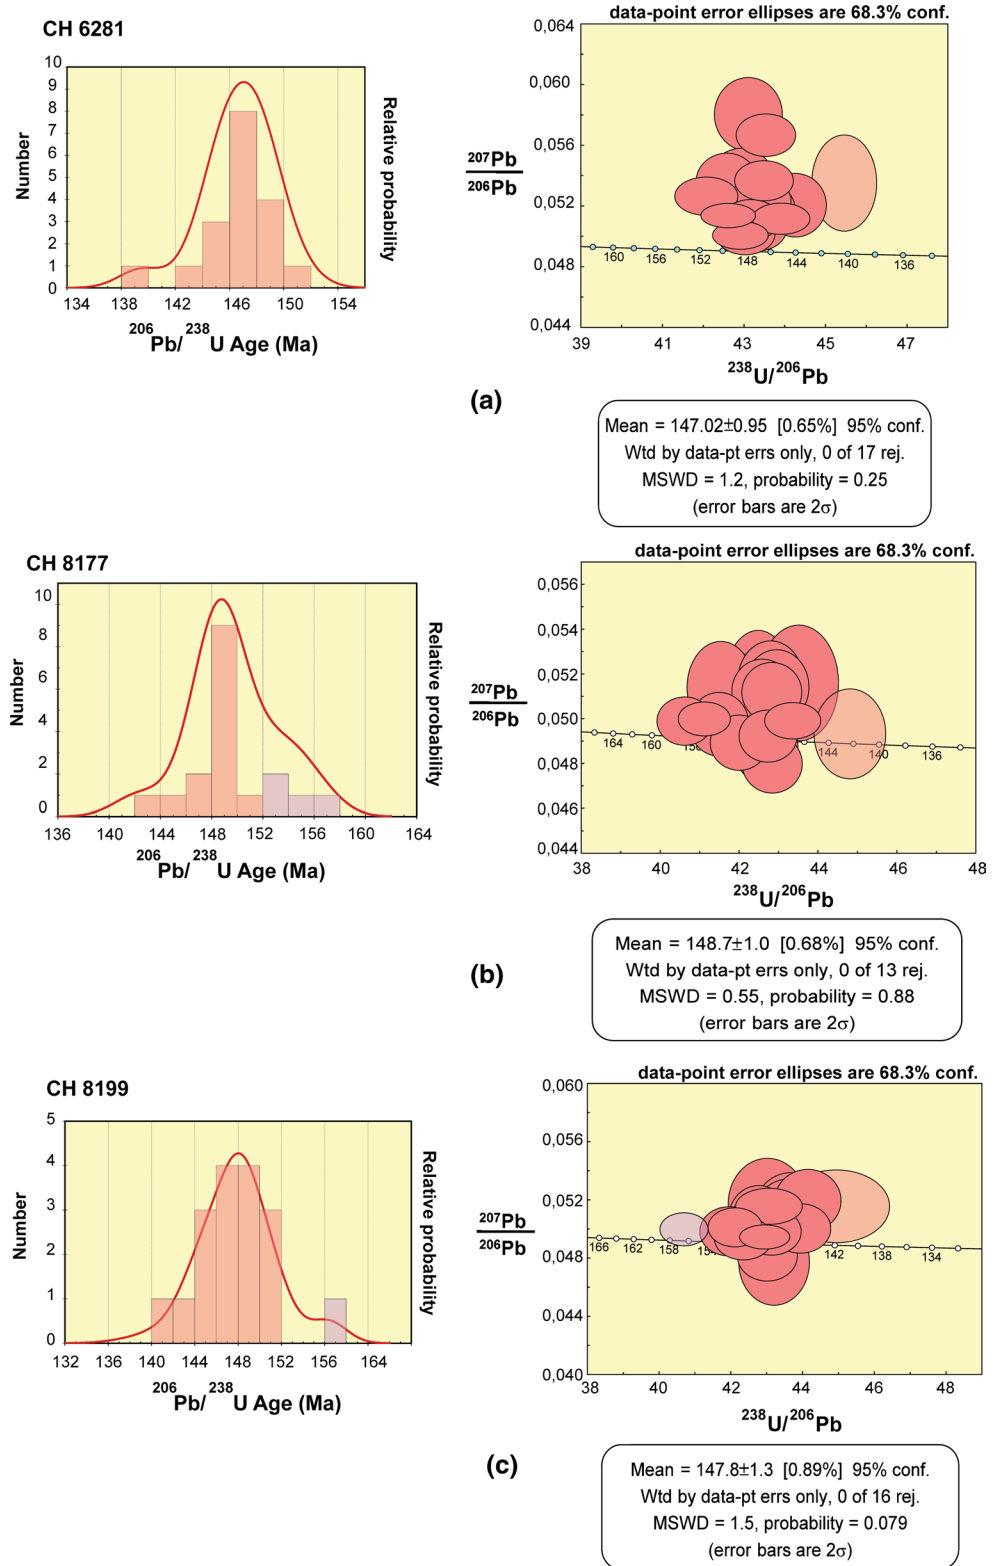 CH 6281
10
9
8
7
6
5
4
3
2
1
0
Number
Relative probability
134 138 142 146 150 154
206Pb/238U Age (Ma)
data-point error ellipses are 68.3% conf.
0,064
0,060
0,056
0,052
0,048
0,044
207Pb
206Pb
160 156 152 148 144 140 136
39 41 43 45 47
238U/206Pb
(a)
Mean = 147.02±0.95 [0.65%] 95% conf.
Wtd by data-pt errs only, 0 of 17 rej.
MSWD = 1.2, probability = 0.25
(error bars are 2σ)
CH 8177
10
8
6
4
2
0
Number
Relative probability
136 140 144 148 152 156 160 164
206Pb/238U Age (Ma)
data-point error ellipses are 68.3% conf.
0,056
0,054
0,052
0,050
0,048
0,046
0,044
207Pb
206Pb
164 160 144 140 136
38 40 42 44 46 48
238U/206Pb
(b)
Mean = 148.7±1.0 [0.68%] 95% conf.
Wtd by data-pt errs only, 0 of 13 rej.
MSWD = 0.55, probability = 0.88
(error bars are 2σ)
CH 8199
5
4
3
2
1
0
Number
Relative probability
132 136 140 144 148 152 156 164
206Pb/238U Age (Ma)
data-point error ellipses are 68.3% conf.
0,060
0,056
0,052
0,048
0,044
0,040
207Pb
206Pb
166 162 158 142 138 134
38 40 42 44 46 48
238U/206Pb
(c)
Mean = 147.8±1.3 [0.89%] 95% conf.
Wtd by data-pt errs only, 0 of 16 rej.
MSWD = 1.5, probability = 0.079
(error bars are 2σ)